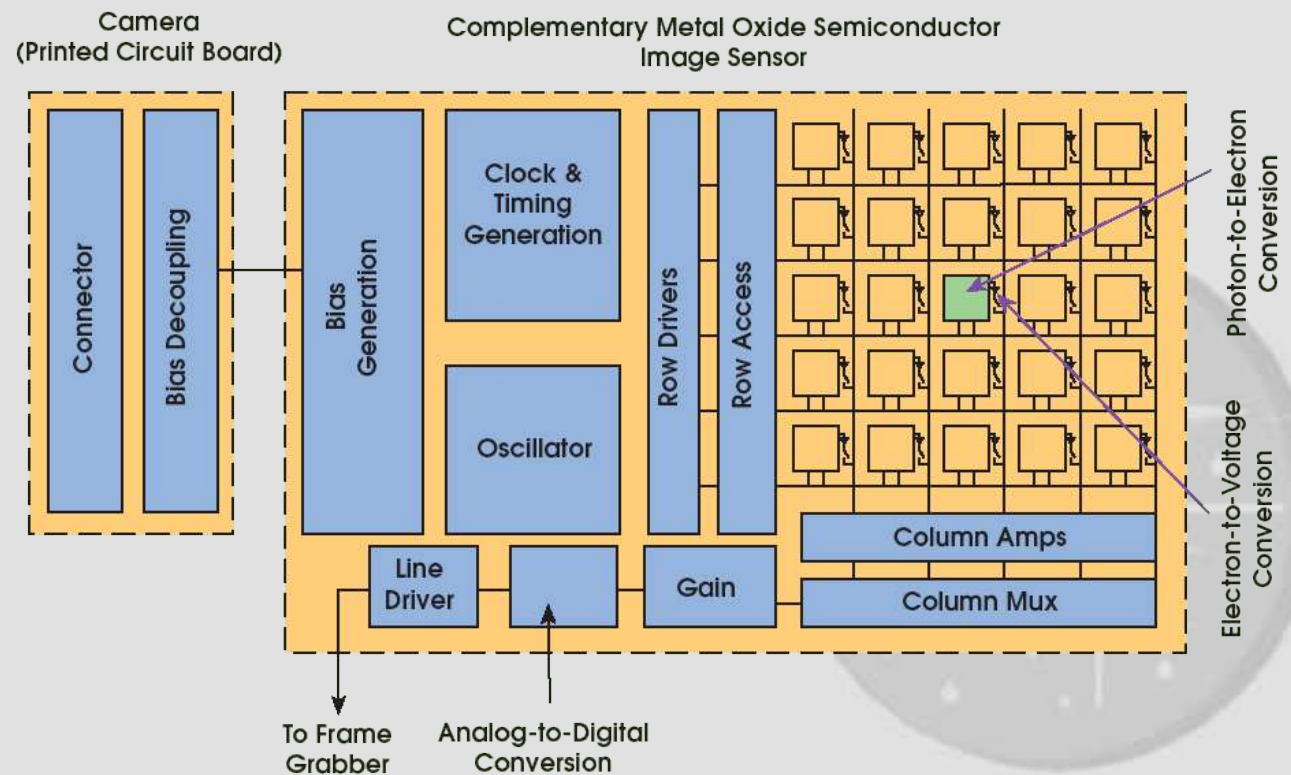 Camera
(Printed Circuit Board)
Complementary Metal Oxide Semiconductor
Image Sensor
Connector
Bias Decoupling
Bias
Generation
Clock &
Timing
Generation
Oscillator
Row Drivers
Row Access
Photon-to-Electron
Conversion
Electron-to-Voltage
Conversion
Column Amps
Column Mux
Gain
Line
Driver
To Frame
Grabber
Analog-to-Digital
Conversion